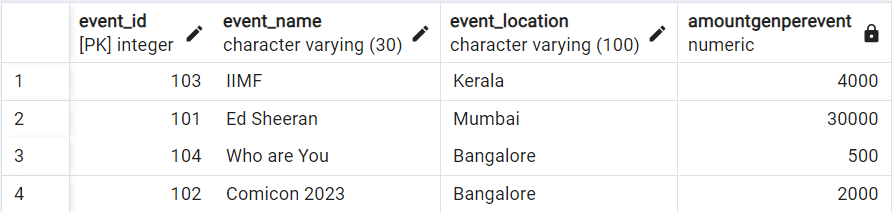 event_id event_name event_location amountgenperevent
[PK] integer character varying (30) character varying (100) numeric
1 103 IIMF Kerala 4000
2 101 Ed Sheeran Mumbai 30000
3 104 Who are You Bangalore 500
4 102 Comicon 2023 Bangalore 2000